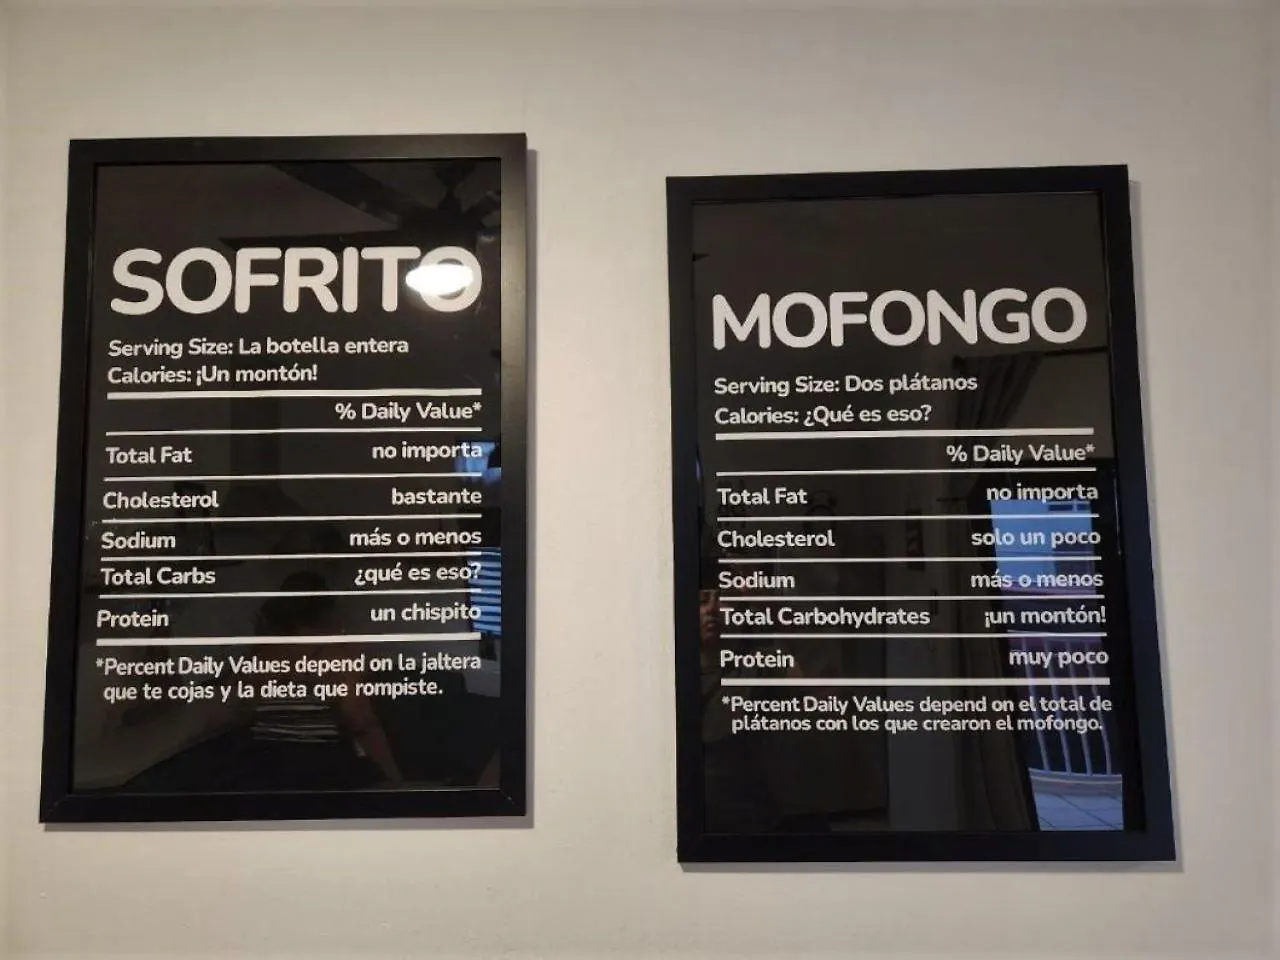 SOFRITO
Serving Size: La botella entera
Calories: ¡Un montón!
% Daily Value*
Total Fat no importa
Cholesterol bastante
Sodium más o menos
Total Carbs ¿qué es eso?
Protein un chispito
*Percent Daily Values depend on la jaltera
que te cojas y la dieta que rompiste.
MOFONGO
Serving Size: Dos plátanos
Calories: ¿Qué es eso?
% Daily Value*
Total Fat no importa
Cholesterol solo un poco
Sodium más o menos
Total Carbohydrates ¡un montón!
Protein muy poco
*Percent Daily Values depend on el total de
plátanos con los que crearon el mofongo.